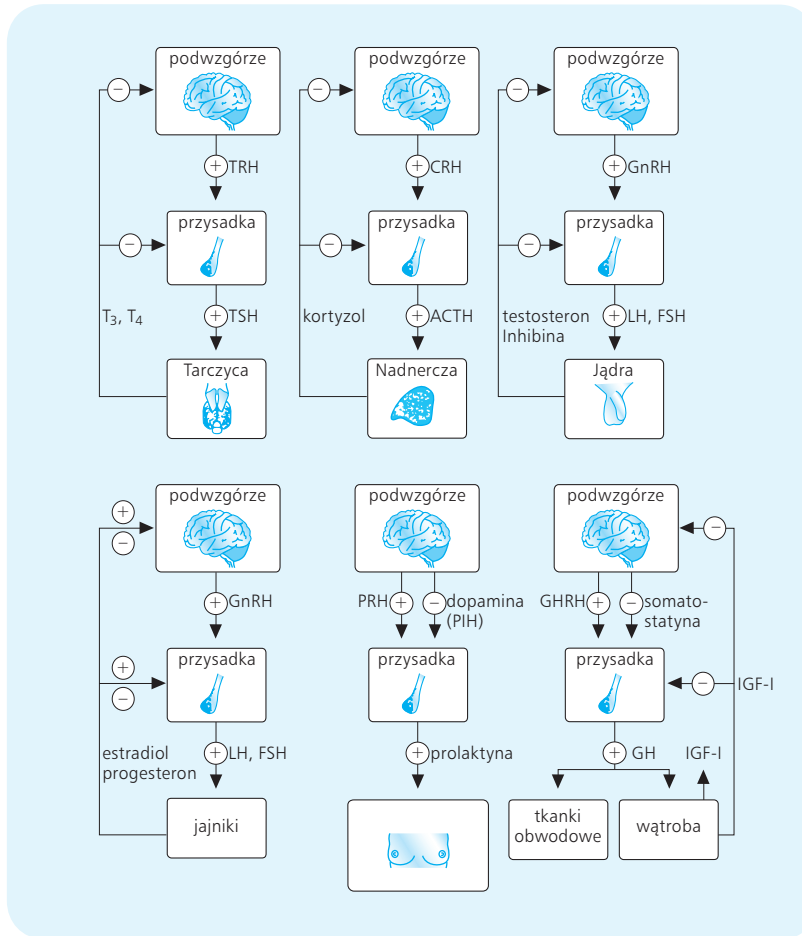 podwzgórze
podwzgórze
podwzgórze
−
−
−
+ TRH
+ CRH
+ GnRH
przysadka
przysadka
przysadka
−
−
−
T3, T4
+ TSH
kortyzol
+ ACTH
testosteron
Inhibina
+ LH, FSH
Tarczyca
Nadnercza
Jądra
podwzgórze
podwzgórze
podwzgórze
+
−
−
+ GnRH
PRH +
− dopamina
(PIH)
GHRH +
− somato-
statyna
przysadka
przysadka
przysadka
+
−
−
IGF-I
estradiol
progesteron
+ LH, FSH
+ prolaktyna
+ GH
IGF-I
jajniki
tkanki
obwodowe
wątroba